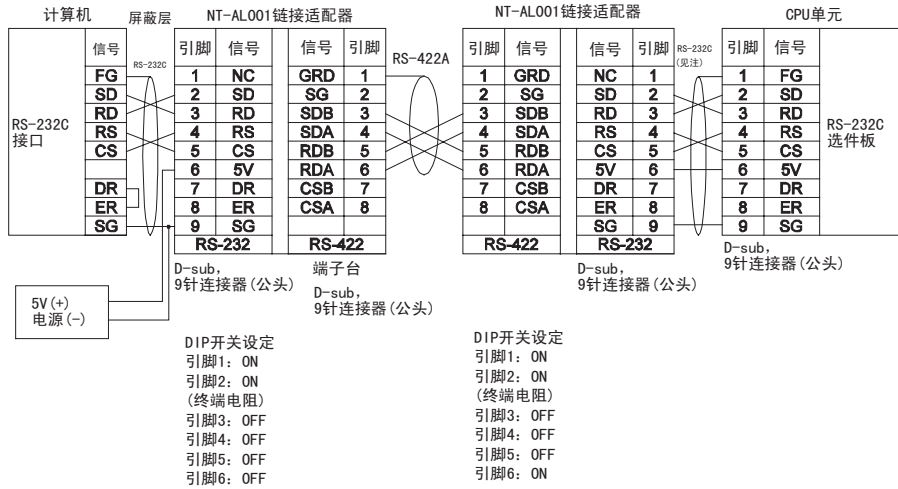 计算机 屏蔽层 NT-AL001链接适配器 NT-AL001链接适配器 CPU单元
RS-232C
接口
信号
FG
SD
RD
RS
CS
DR
ER
SG
RS-232C
引脚 信号
1 NC
2 SD
3 RD
4 RS
5 CS
6 5V
7 DR
8 ER
9 SG
RS-232
信号 引脚
GRD 1
SG 2
SDB 3
SDA 4
RDB 5
RDA 6
CSB 7
CSA 8
RS-422
RS-422A
引脚 信号
1 GRD
2 SG
3 SDB
4 SDA
5 RDB
6 RDA
7 CSB
8 CSA
RS-422
信号 引脚
NC 1
SD 2
RD 3
RS 4
CS 5
5V 6
DR 7
ER 8
SG 9
RS-232
RS-232C
(见注)
引脚 信号
1 FG
2 SD
3 RD
4 RS
5 CS
6 5V
7 DR
8 ER
9 SG
RS-232C
选件板
D-sub，
9针连接器(公头)
端子台
D-sub，
9针连接器(公头)
D-sub，
9针连接器(公头)
D-sub，
9针连接器(公头)
5V(+)
电源(-)
DIP开关设定
引脚1：ON
引脚2：ON
(终端电阻)
引脚3：OFF
引脚4：OFF
引脚5：OFF
引脚6：OFF
DIP开关设定
引脚1：ON
引脚2：ON
(终端电阻)
引脚3：OFF
引脚4：OFF
引脚5：OFF
引脚6：ON